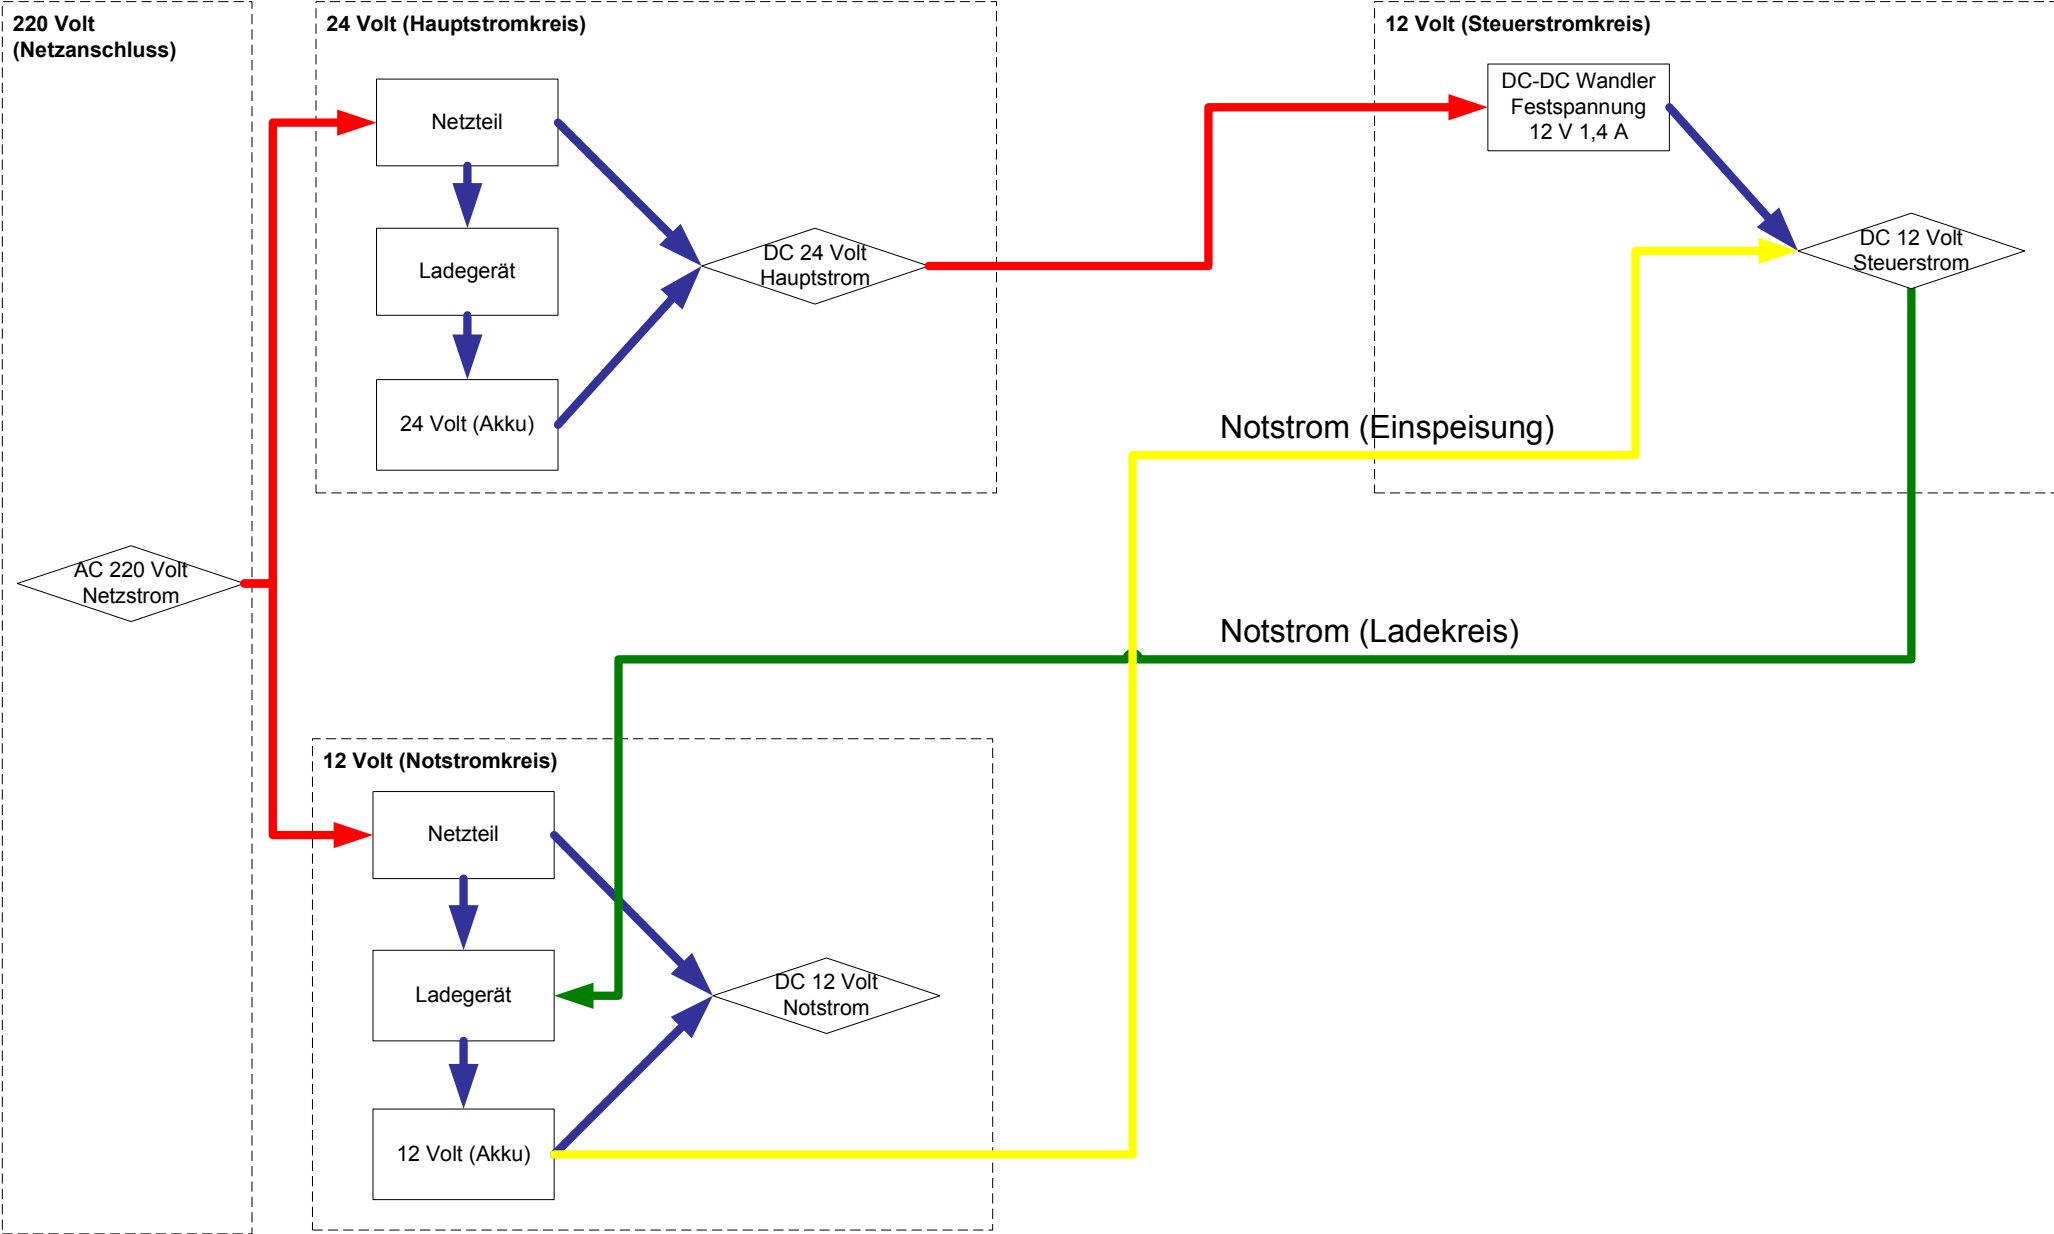 220 Volt
(Netzanschluss)
24 Volt (Hauptstromkreis)
12 Volt (Steuerstromkreis)
Netzteil
Ladegerät
24 Volt (Akku)
DC 24 Volt
Hauptstrom
DC-DC Wandler
Festspannung
12 V 1,4 A
DC 12 Volt
Steuerstrom
Notstrom (Einspeisung)
AC 220 Volt
Netzstrom
Notstrom (Ladekreis)
12 Volt (Notstromkreis)
Netzteil
Ladegerät
DC 12 Volt
Notstrom
12 Volt (Akku)